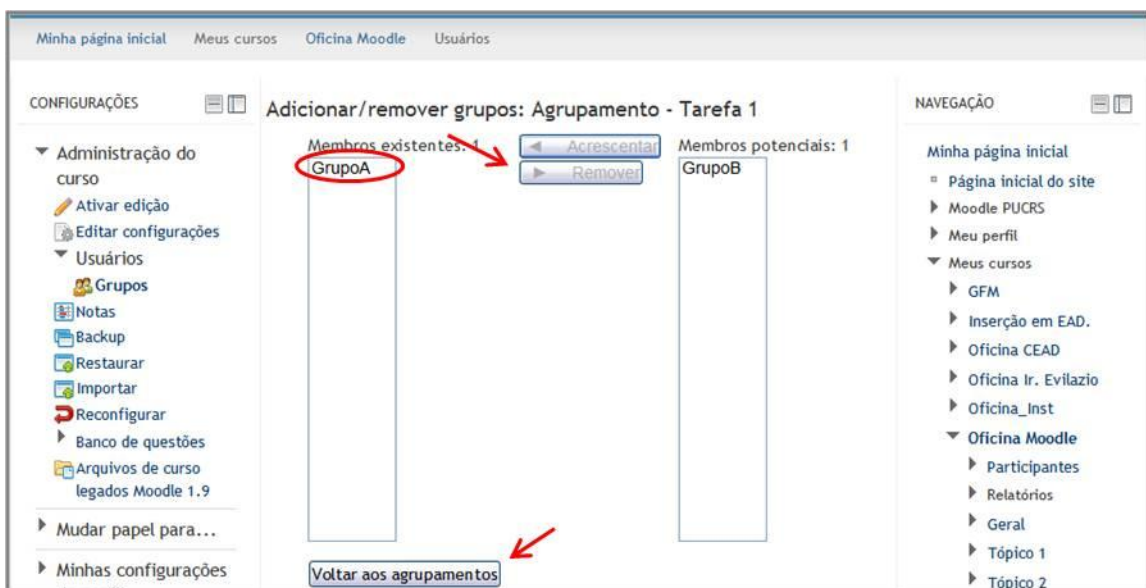 Minha página inicial Meus cursos Oficina Moodle Usuários
CONFIGURAÇÕES
Administração do
curso
Ativar edição
Editar configurações
Usuários
Grupos
Notas
Backup
Restaurar
Importar
Reconfigurar
Banco de questões
Arquivos de curso
legados Moodle 1.9
Mudar papel para...
Minhas configurações
Adicionar/remover grupos: Agrupamento - Tarefa 1
Membros existentes: 1
GrupoA
Acrescentar
Remover
Membros potenciais: 1
GrupoB
Voltar aos agrupamentos
NAVEGAÇÃO
Minha página inicial
Página inicial do site
Moodle PUCRS
Meu perfil
Meus cursos
GFM
Inserção em EAD.
Oficina CEAD
Oficina Ir. Evilazio
Oficina_Inst
Oficina Moodle
Participantes
Relatórios
Geral
Tópico 1
Tópico 2